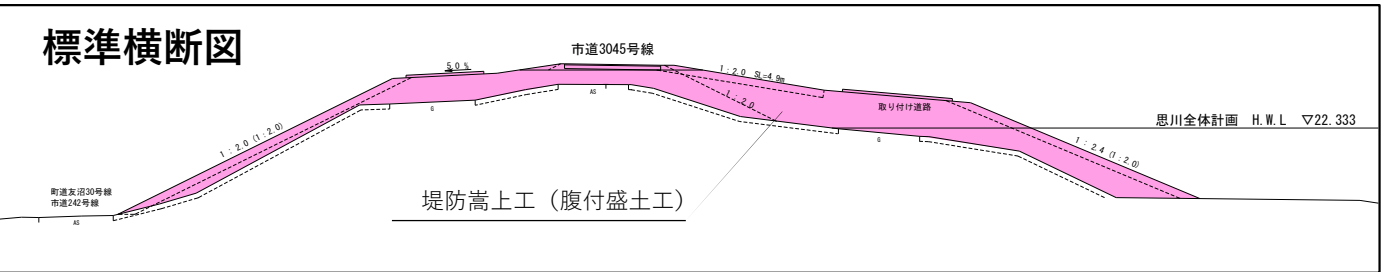 標準横断図
市道3045号線
5.0%
1:2.0 SL=4.9m
AS
1:2.0
取り付け道路
G
思川全体計画 H.W.L ▽22.333
G
1:2.0 (1:2.0)
1:2.4 (1:2.0)
町道友沼30号線
市道242号線
AS
堤防嵩上工（腹付盛土工）